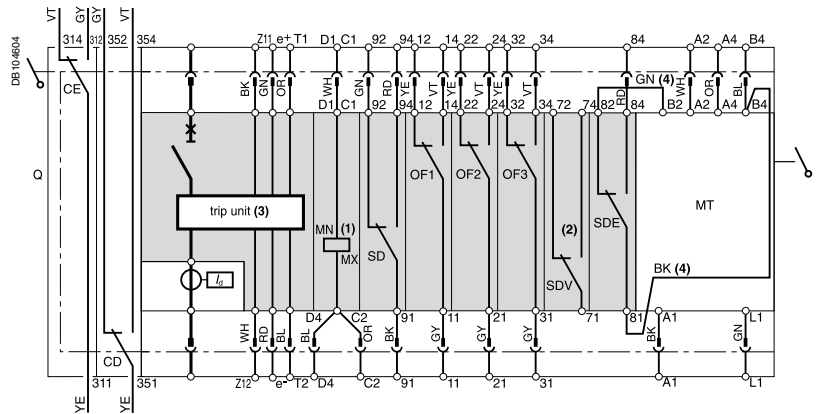 VT GY GY VT
314 312 352 354 Z11 e+ T1 D1 C1 92 94 12 14 22 24 32 34 84 A2 A4 B4
DB104604
CE
BK GN OR WH GN RD YE VT YE VT YE VT RD GN (4) WH OR BL
D1 C1 92 94 12 14 22 24 32 34 72 74 82 84 B2 A2 A4 B4
Q
OF1 OF2 OF3 MT
trip unit (3)
MN (1) SD (2) SDE
MX
SDV
BK (4)
Id
D4 C2 91 11 21 31 71 81 A1 L1
WH RD BL BL OR BK GY GY GY BK GN
CD
311 351 Z12 e- T2 D4 C2 91 11 21 31 A1 L1
YE YE